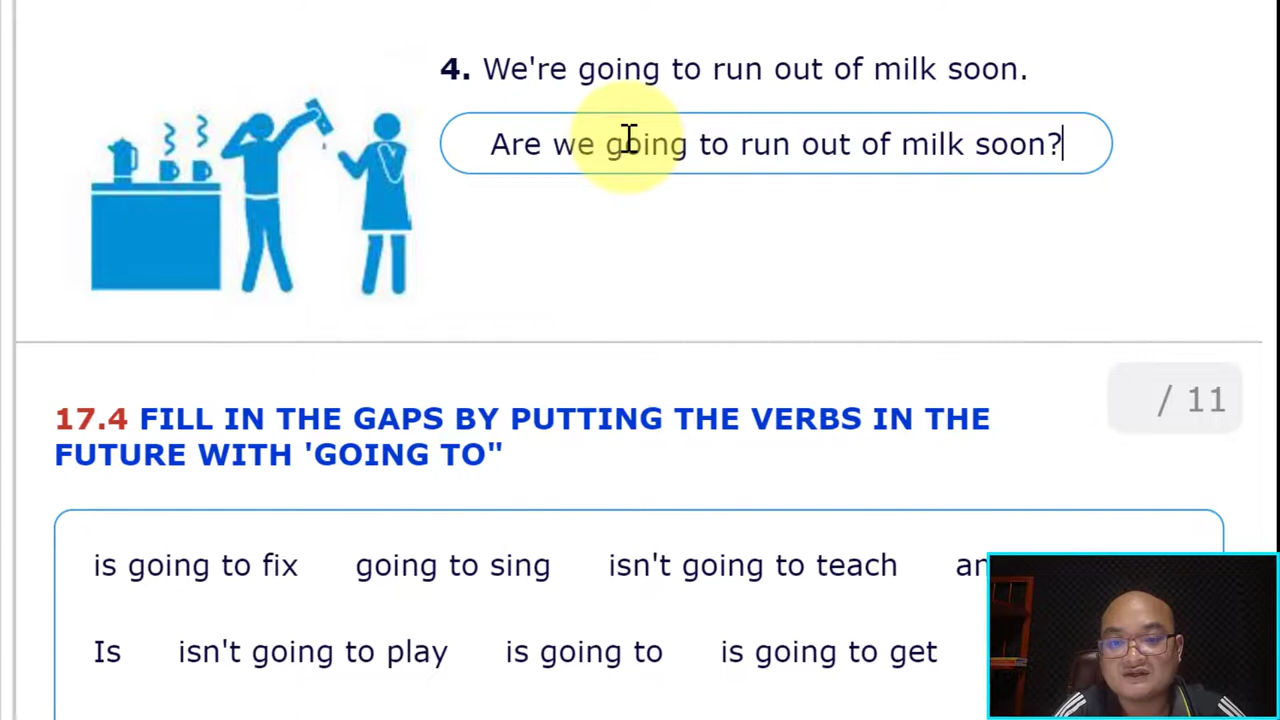 4. We're going to run out of milk soon.
Are we going to run out of milk soon?
/ 11
17.4 FILL IN THE GAPS BY PUTTING THE VERBS IN THE
FUTURE WITH 'GOING TO"
is going to fix going to sing isn't going to teach
Is isn't going to play is going to is going to get